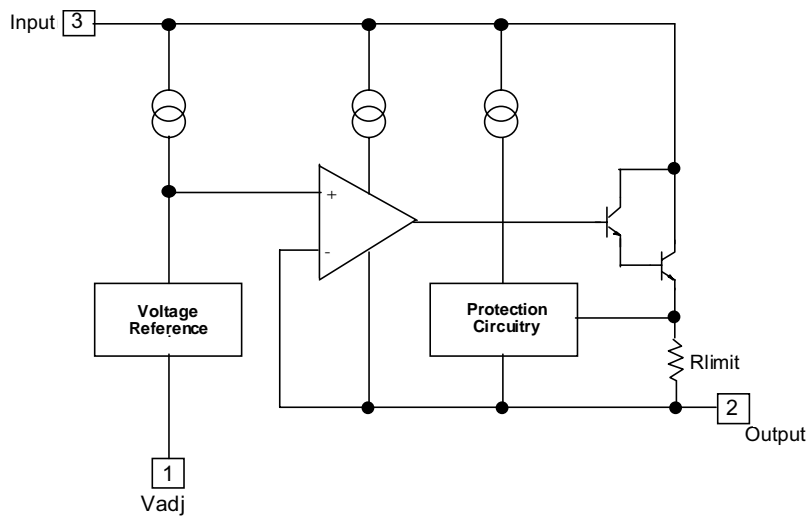 Input 3
+
-
Voltage
Reference
Protection
Circuitry
Rlimit
2
Output
1
Vadj